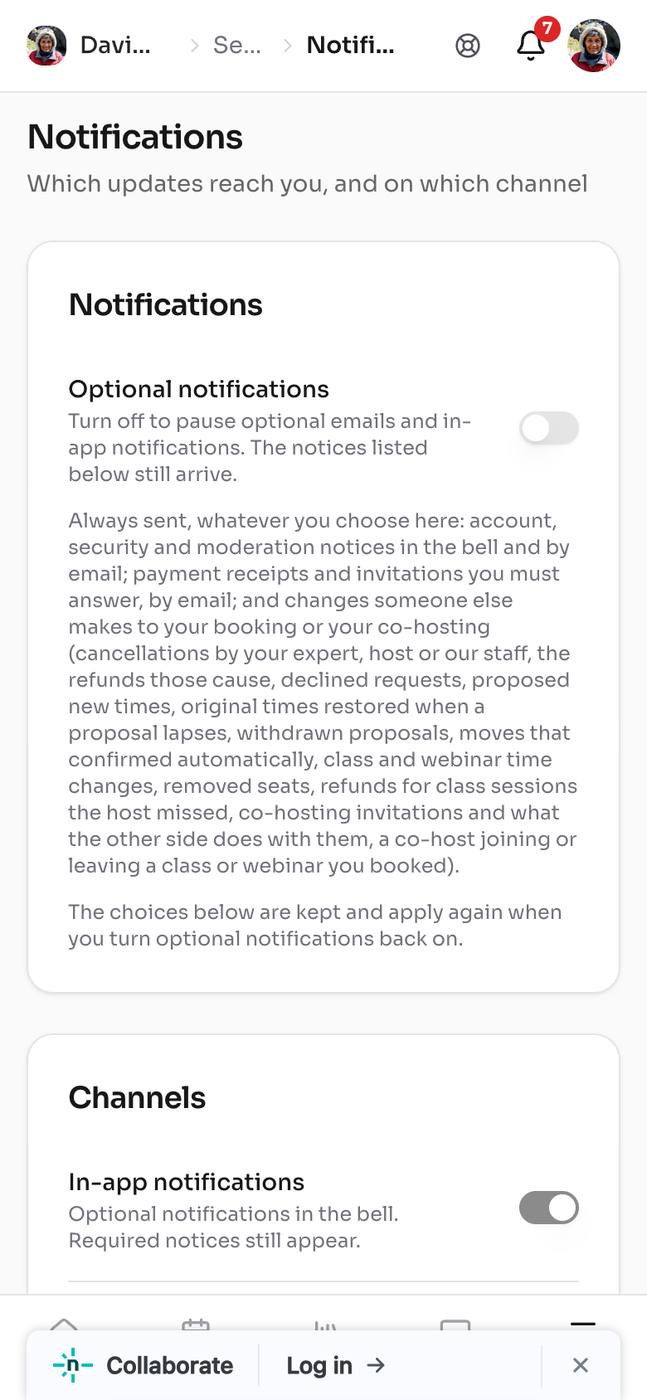 Davi... Se... Notifi... 7
Notifications
Which updates reach you, and on which channel
Notifications
Optional notifications
Turn off to pause optional emails and in-
app notifications. The notices listed
below still arrive.
Always sent, whatever you choose here: account,
security and moderation notices in the bell and by
email; payment receipts and invitations you must
answer, by email; and changes someone else
makes to your booking or your co-hosting
(cancellations by your expert, host or our staff, the
refunds those cause, declined requests, proposed
new times, original times restored when a
proposal lapses, withdrawn proposals, moves that
confirmed automatically, class and webinar time
changes, removed seats, refunds for class sessions
the host missed, co-hosting invitations and what
the other side does with them, a co-host joining or
leaving a class or webinar you booked).
The choices below are kept and apply again when
you turn optional notifications back on.
Channels
In-app notifications
Optional notifications in the bell.
Required notices still appear.
n Collaborate Log in →